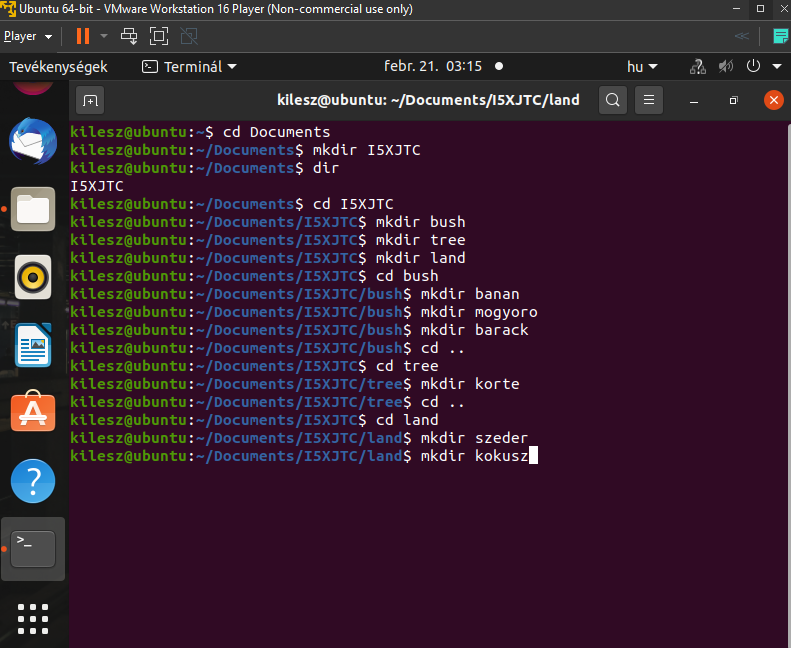 Ubuntu 64-bit - VMware Workstation 16 Player (Non-commercial use only)
Player
Tevékenységek
Terminál
febr. 21. 03:15
hu
kilesz@ubuntu: ~/Documents/I5XJTC/land
kilesz@ubuntu:~$ cd Documents
kilesz@ubuntu:~/Documents$ mkdir I5XJTC
kilesz@ubuntu:~/Documents$ dir
I5XJTC
kilesz@ubuntu:~/Documents$ cd I5XJTC
kilesz@ubuntu:~/Documents/I5XJTC$ mkdir bush
kilesz@ubuntu:~/Documents/I5XJTC$ mkdir tree
kilesz@ubuntu:~/Documents/I5XJTC$ mkdir land
kilesz@ubuntu:~/Documents/I5XJTC$ cd bush
kilesz@ubuntu:~/Documents/I5XJTC/bush$ mkdir banan
kilesz@ubuntu:~/Documents/I5XJTC/bush$ mkdir mogyoro
kilesz@ubuntu:~/Documents/I5XJTC/bush$ mkdir barack
kilesz@ubuntu:~/Documents/I5XJTC/bush$ cd ..
kilesz@ubuntu:~/Documents/I5XJTC$ cd tree
kilesz@ubuntu:~/Documents/I5XJTC/tree$ mkdir korte
kilesz@ubuntu:~/Documents/I5XJTC/tree$ cd ..
kilesz@ubuntu:~/Documents/I5XJTC$ cd land
kilesz@ubuntu:~/Documents/I5XJTC/land$ mkdir szeder
kilesz@ubuntu:~/Documents/I5XJTC/land$ mkdir kokusz